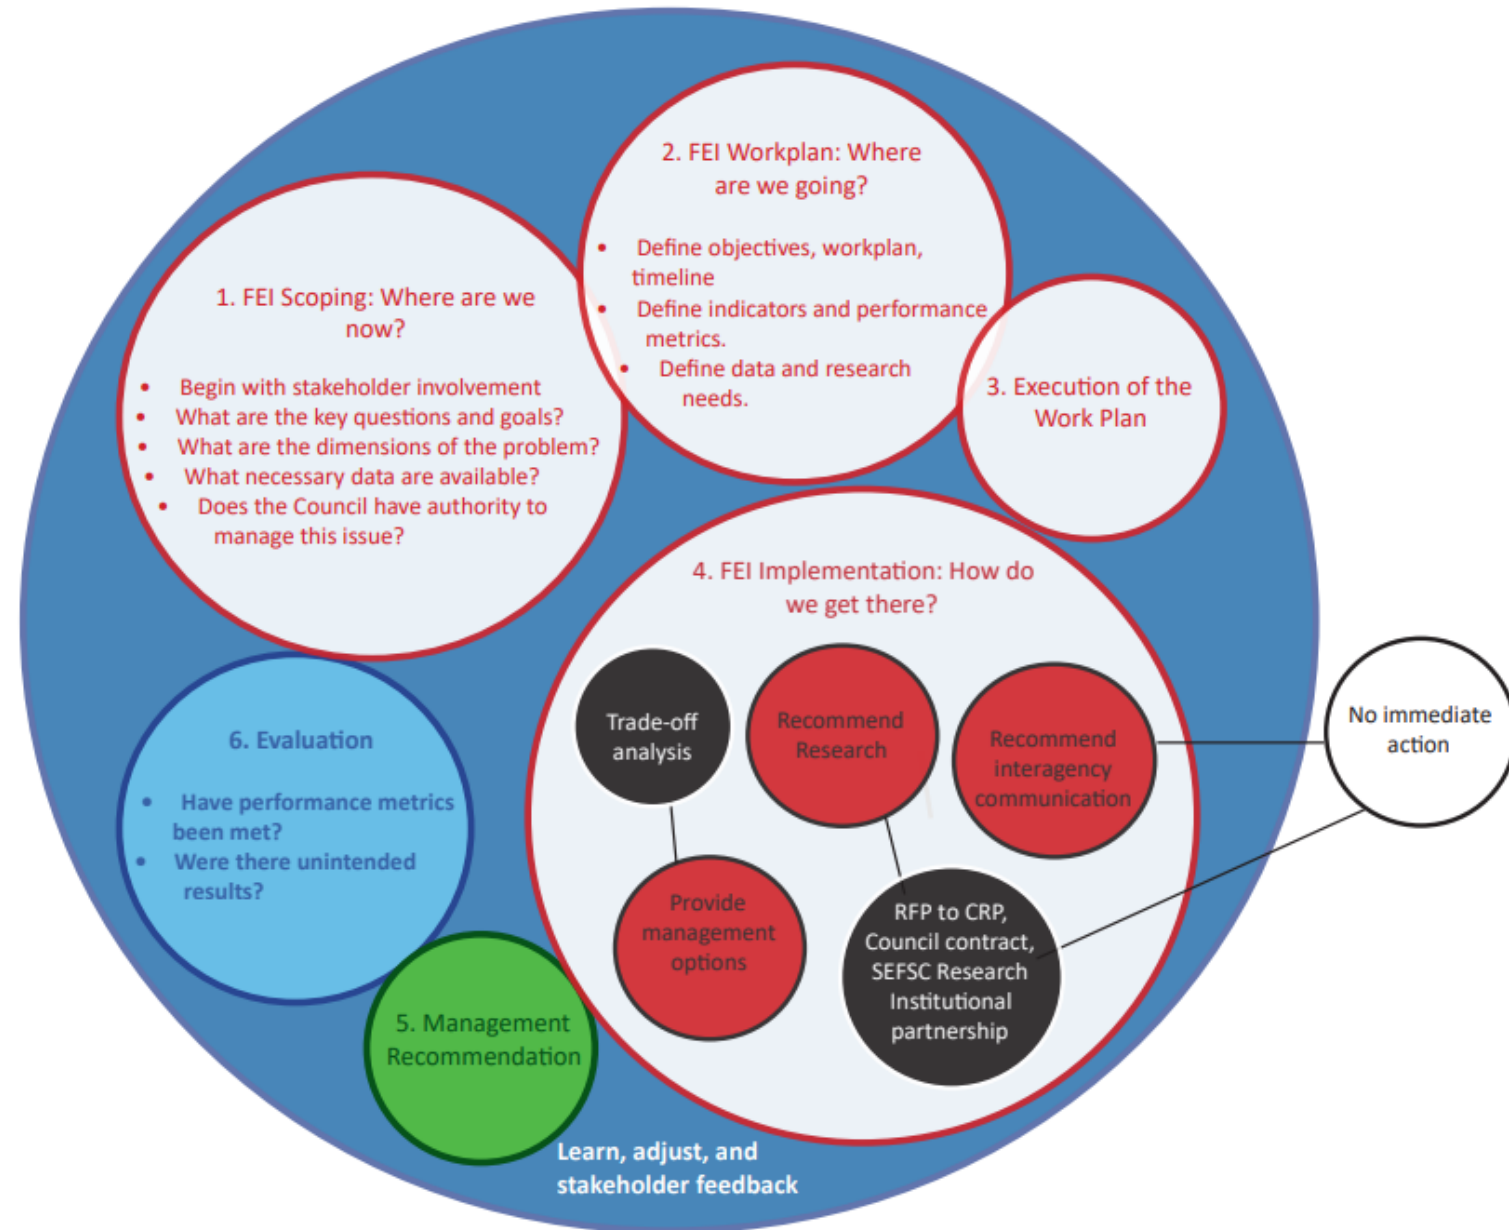 1. FEI Scoping: Where are we
now?
• Begin with stakeholder involvement
• What are the key questions and goals?
• What are the dimensions of the problem?
• What necessary data are available?
• Does the Council have authority to
manage this issue?
2. FEI Workplan: Where
are we going?
• Define objectives, workplan,
timeline
• Define indicators and performance
metrics.
• Define data and research
needs.
3. Execution of the
Work Plan
4. FEI Implementation: How do
we get there?
Trade-off
analysis
Recommend
Research
Recommend
interagency
communication
No immediate
action
Provide
management
options
RFP to CRP,
Council contract,
SEFSC Research
Institutional
partnership
5. Management
Recommendation
6. Evaluation
• Have performance metrics
been met?
• Were there unintended
results?
Learn, adjust, and
stakeholder feedback